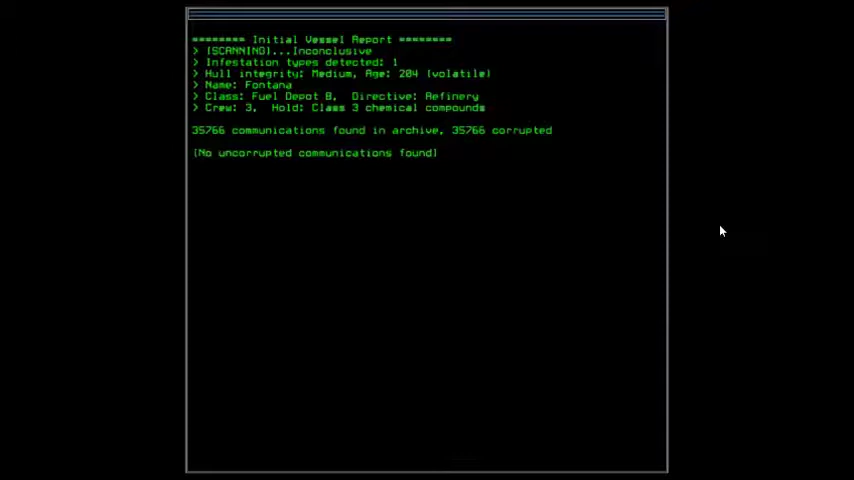 ======== Initial Vessel Report ========
> [SCANNING]...Inconclusive
> Infestation types detected: 1
> Hull integrity: Medium, Age: 204 (volatile)
> Name: Fontana
> Class: Fuel Depot B,  Directive: Refinery
> Crew: 3,  Hold: Class 3 chemical compounds
35766 communications found in archive, 35766 corrupted
[No uncorrupted communications found]